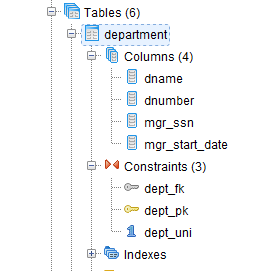 Tables (6)
department
Columns (4)
dname
dnumber
mgr_ssn
mgr_start_date
Constraints (3)
dept_fk
dept_pk
dept_uni
Indexes